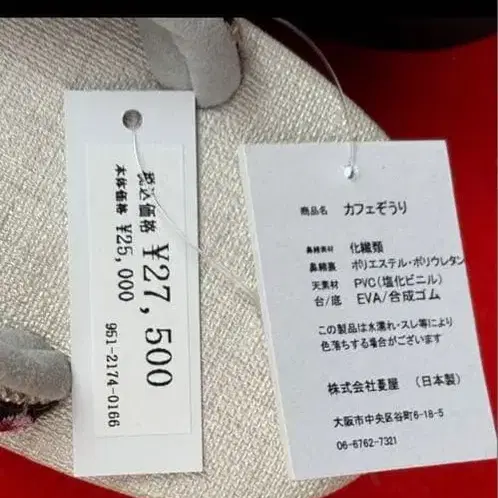 税込価格 ¥27,500
本体価格 ¥25,000
951-2174-0166
商品名 カフェぞうり
鼻緒素材 化繊類
鼻緒裏 ポリエステル・ポリウレタン
天素材 PVC(塩化ビニル)
台/底 EVA/合成ゴム
この製品は水濡れ・スレ等により
色落ちする場合がございます
株式会社菱屋 (日本製)
大阪市中央区谷町6-18-5
06-6762-7321